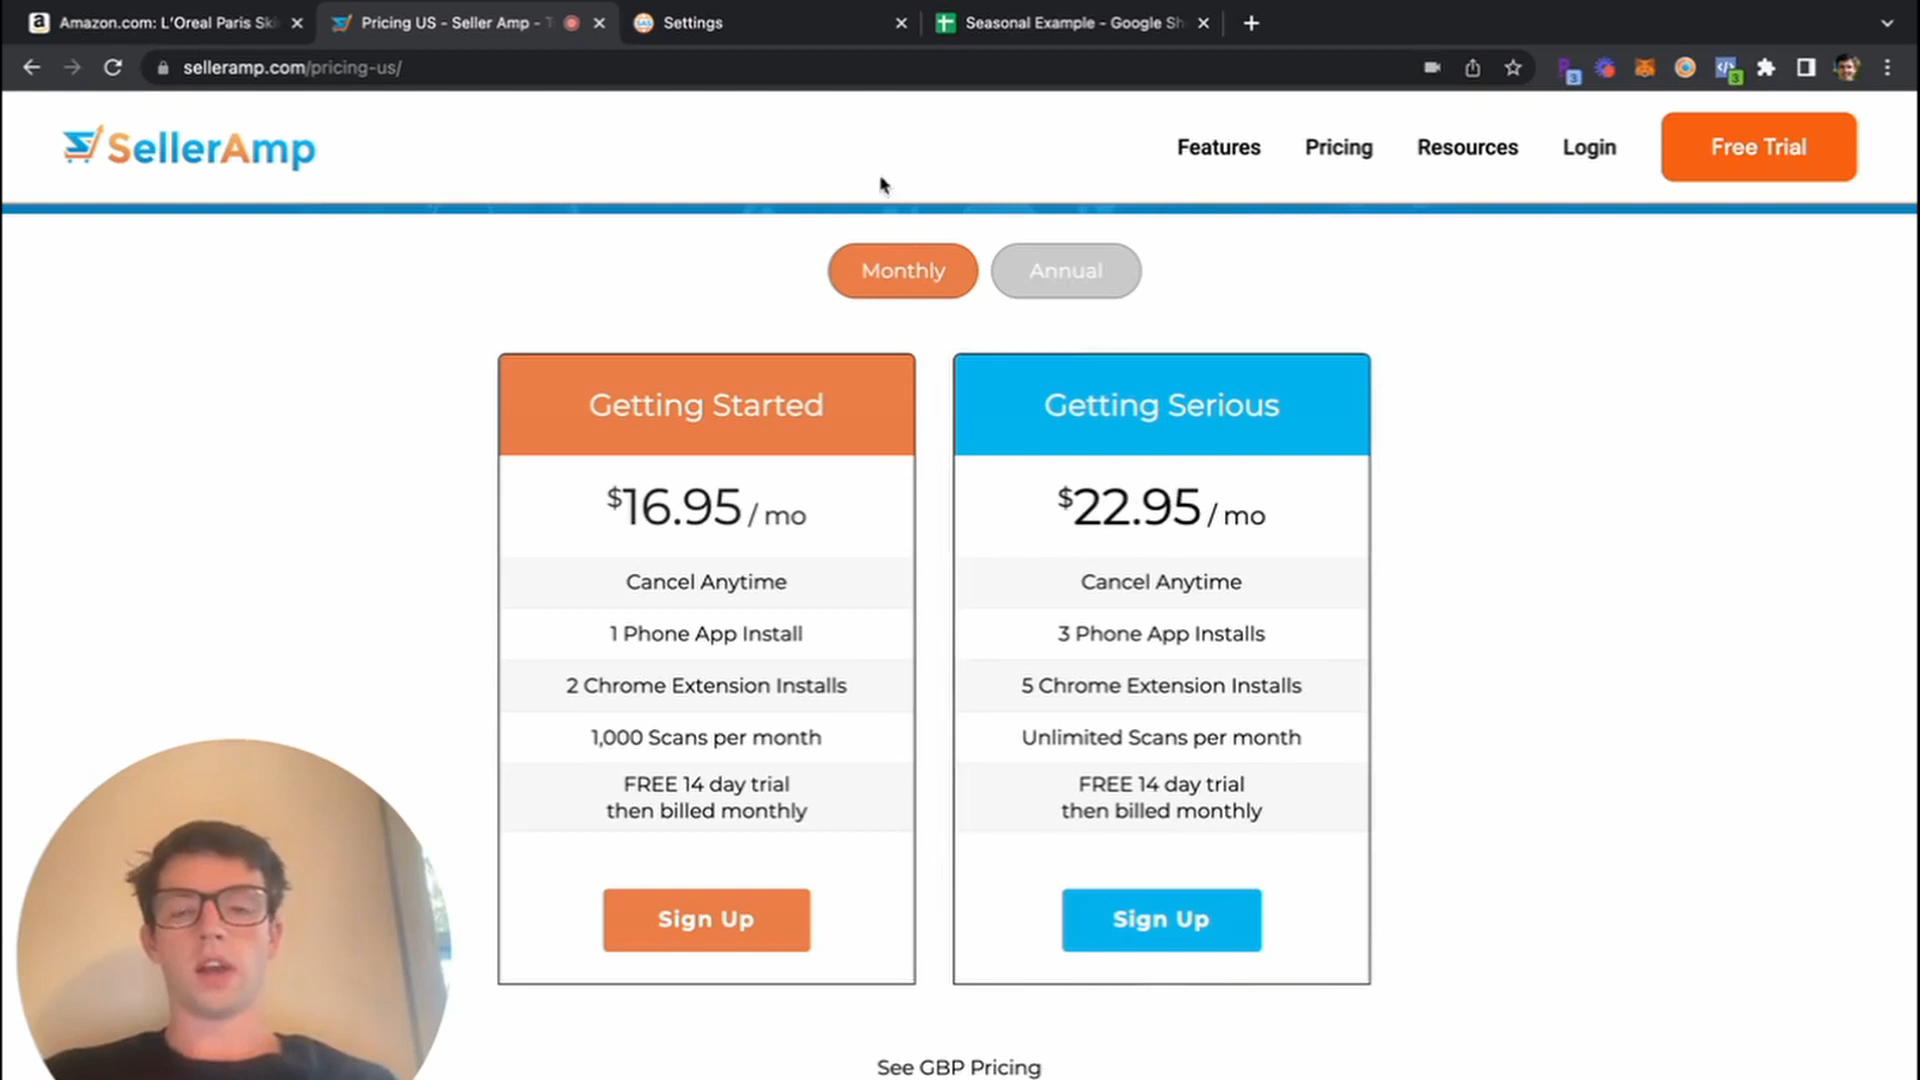 Amazon.com: L'Oreal Paris Ski
Pricing US - Seller Amp - T
Settings
Seasonal Example - Google Sh
selleramp.com/pricing-us/
3
3
SellerAmp
Features
Pricing
Resources
Login
Free Trial
Monthly
Annual
Getting Started
$16.95 / mo
Cancel Anytime
1 Phone App Install
2 Chrome Extension Installs
1,000 Scans per month
FREE 14 day trial
then billed monthly
Sign Up
Getting Serious
$22.95 / mo
Cancel Anytime
3 Phone App Installs
5 Chrome Extension Installs
Unlimited Scans per month
FREE 14 day trial
then billed monthly
Sign Up
See GBP Pricing